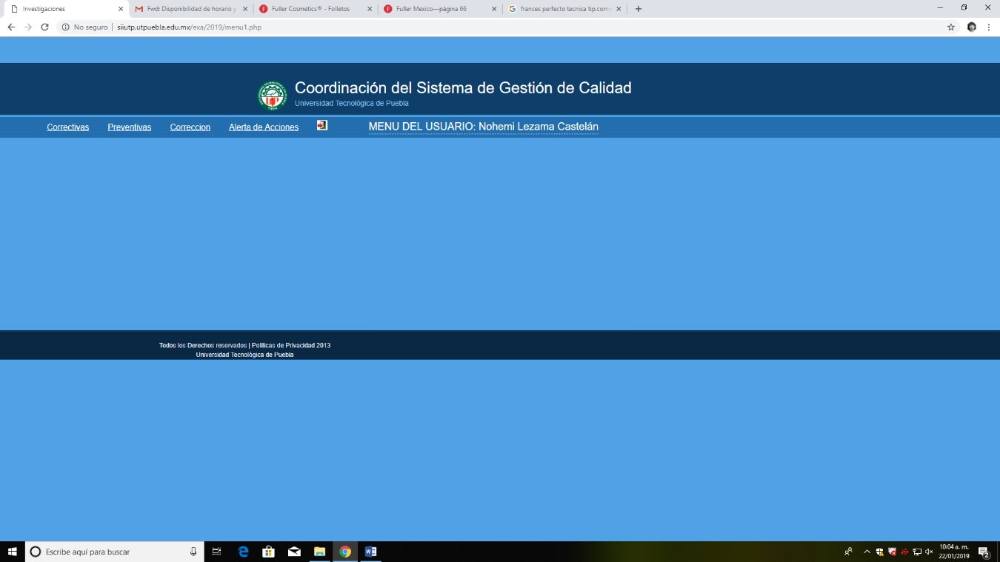 Investigaciones
Fwd: Disponibilidad de horario y
Fuller Cosmetics® - Folletos
Fuller Mexico—página 66
frances perfecto tecnica tip.como
No seguro | siiutp.utpuebla.edu.mx/exa/2019/menu1.php
Coordinación del Sistema de Gestión de Calidad
Universidad Tecnológica de Puebla
Correctivas Preventivas Correccion Alerta de Acciones MENU DEL USUARIO: Nohemi Lezama Castelán
Todos los Derechos reservados | Políticas de Privacidad 2013
Universidad Tecnològica de Puebla
Escribe aquí para buscar
10:04 a. m.
22/01/2019
2